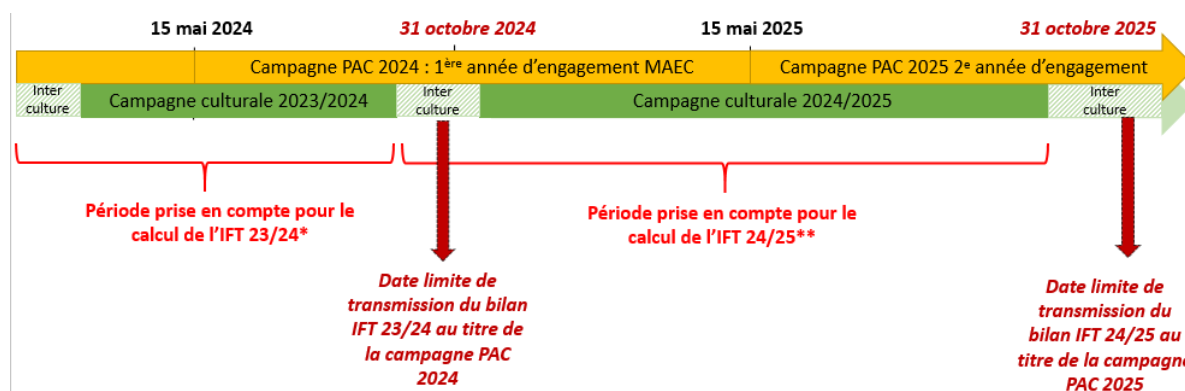 15 mai 2024
31 octobre 2024
15 mai 2025
31 octobre 2025
Campagne PAC 2024 : 1ère année d'engagement MAEC
Campagne PAC 2025 2e année d'engagement
Inter
culture
Campagne culturale 2023/2024
Inter
culture
Campagne culturale 2024/2025
Inter
culture
Période prise en compte pour le
calcul de l'IFT 23/24*
Période prise en compte pour le
calcul de l'IFT 24/25**
Date limite de
transmission du bilan
IFT 23/24 au titre de
la campagne PAC
2024
Date limite de
transmission du
bilan IFT 24/25 au
titre de la campagne
PAC 2025